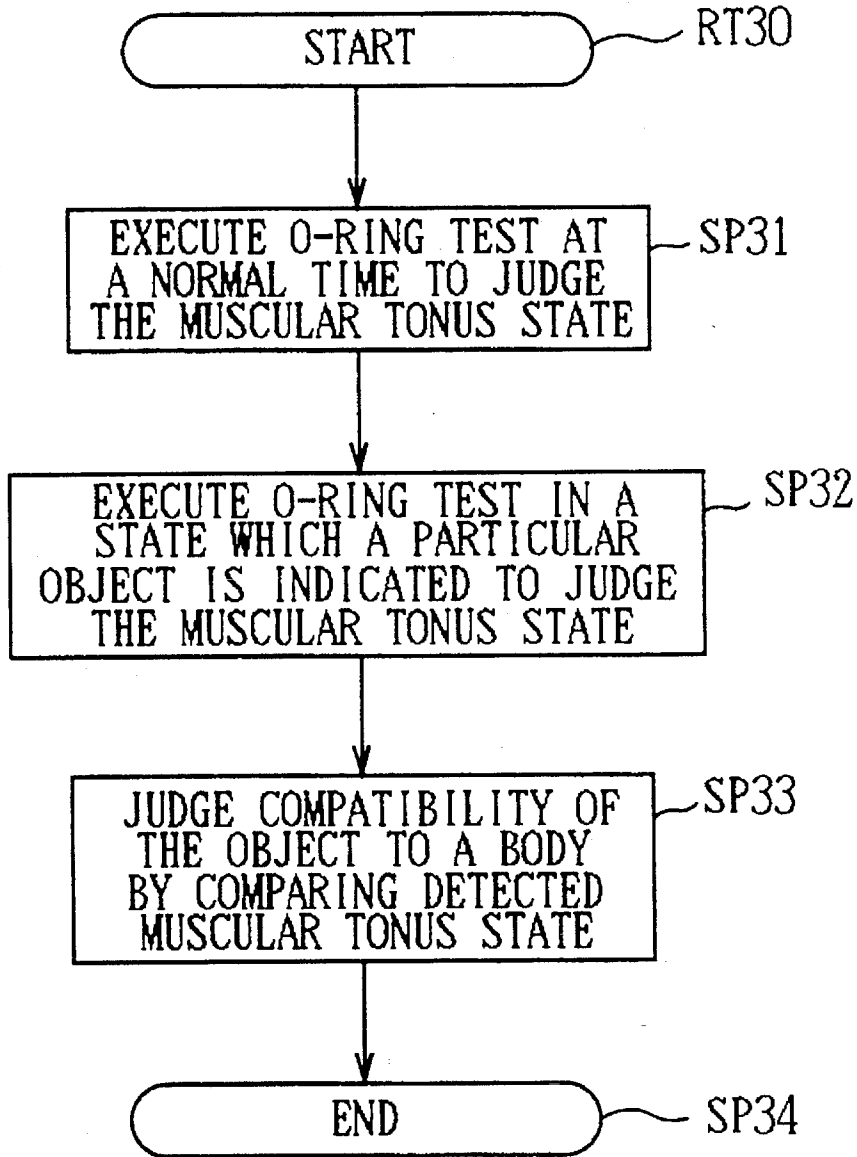 START
RT30
EXECUTE O-RING TEST AT
A NORMAL TIME TO JUDGE
THE MUSCULAR TONUS STATE
SP31
EXECUTE O-RING TEST IN A
STATE WHICH A PARTICULAR
OBJECT IS INDICATED TO JUDGE
THE MUSCULAR TONUS STATE
SP32
JUDGE COMPATIBILITY OF
THE OBJECT TO A BODY
BY COMPARING DETECTED
MUSCULAR TONUS STATE
SP33
END
SP34